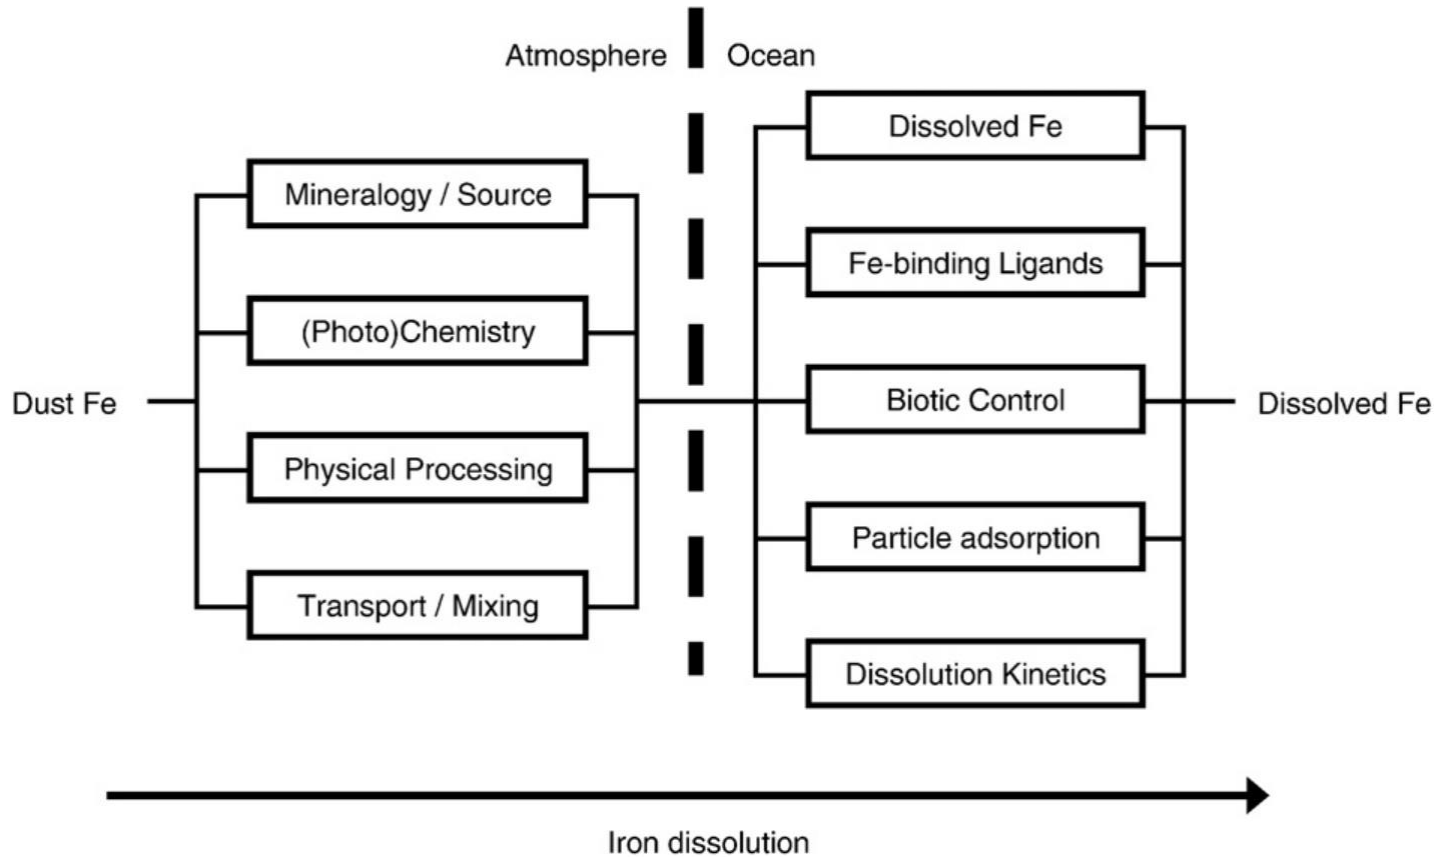 Atmosphere
Ocean
Dust Fe
Mineralogy / Source
(Photo)Chemistry
Physical Processing
Transport / Mixing
Dissolved Fe
Fe-binding Ligands
Biotic Control
Particle adsorption
Dissolution Kinetics
Dissolved Fe
Iron dissolution